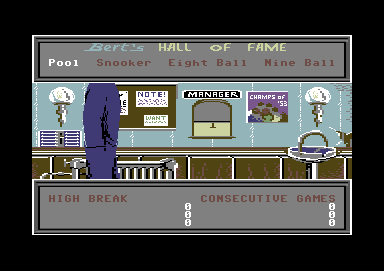 Bert's HALL OF FAME
Pool Snooker Eight Ball Nine Ball
NOTE!
MANAGER
CHAMPS of '53
WANT
HIGH BREAK CONSECUTIVE GAMES
0 0
0 0
0 0